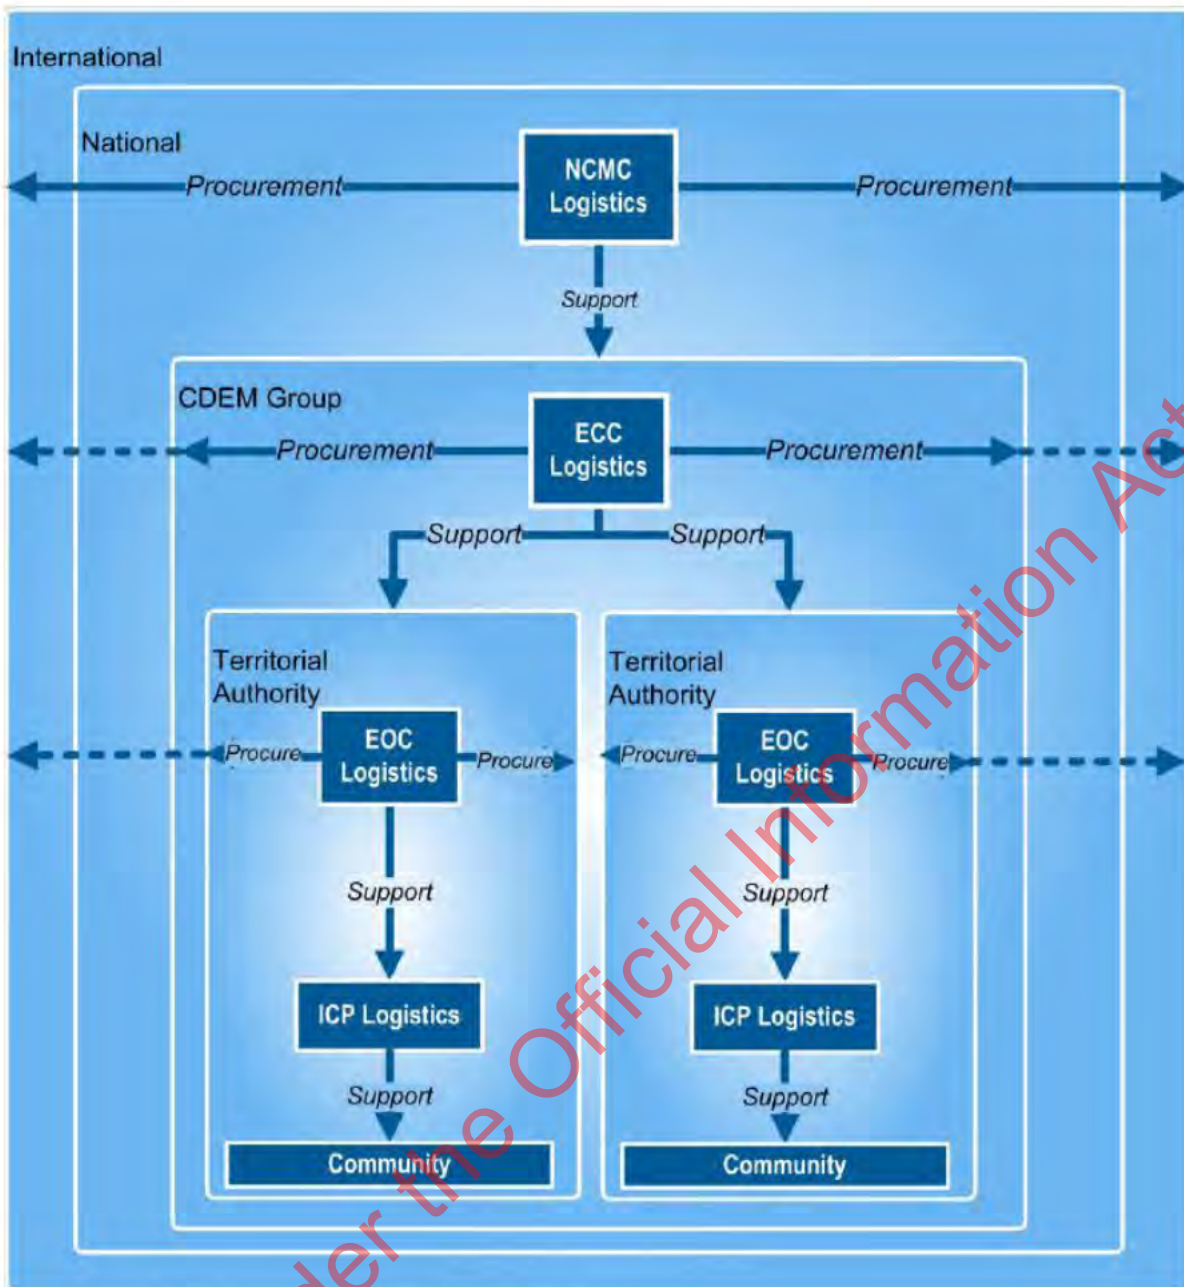 International
National
Procurement
NCMC
Logistics
Procurement
Support
CDEM Group
Procurement
ECC
Logistics
Procurement
Support
Support
Territorial
Authority
Procure
EOC
Logistics
Procure
Support
ICP Logistics
Support
Community
Territorial
Authority
Procure
EOC
Logistics
Procure
Support
ICP Logistics
Support
Community
der the Official Information Act